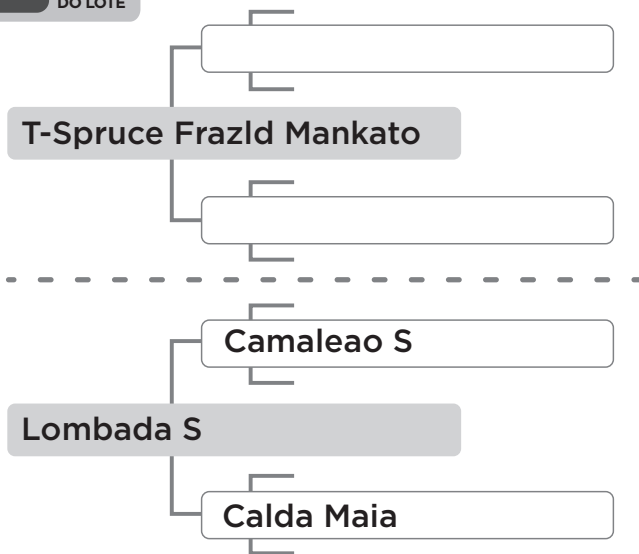 DO LOTE
T-Spruce Frazld Mankato
Camaleao S
Lombada S
Calda Maia